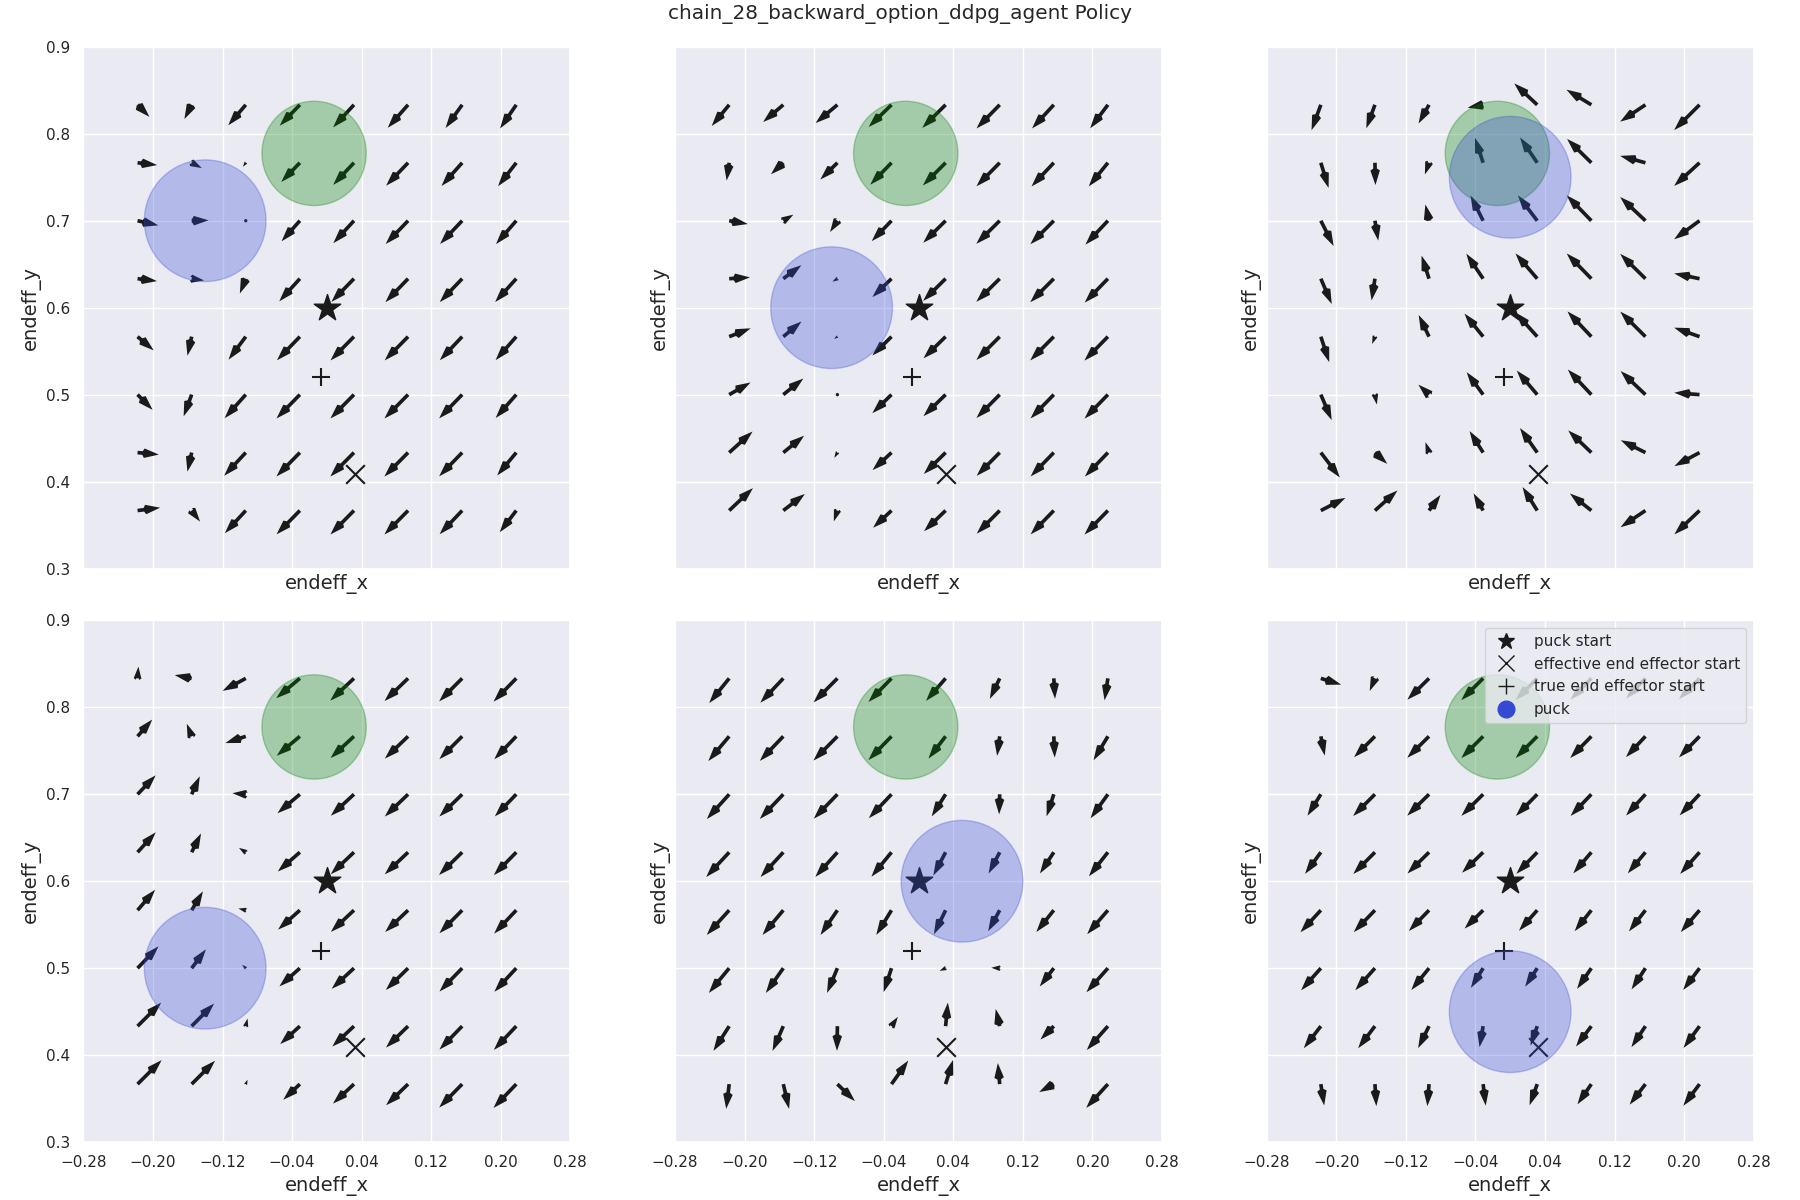 chain_28_backward_option_ddpg_agent Policy
0.9
0.8
0.7
0.6
0.5
0.4
0.3
endeff_y
endeff_x
endeff_y
endeff_x
endeff_y
endeff_x
0.9
0.8
0.7
0.6
0.5
0.4
0.3
endeff_y
−0.28 −0.20 −0.12 −0.04 0.04 0.12 0.20 0.28
endeff_x
endeff_y
−0.28 −0.20 −0.12 −0.04 0.04 0.12 0.20 0.28
endeff_x
puck start
effective end effector start
true end effector start
puck
endeff_y
−0.28 −0.20 −0.12 −0.04 0.04 0.12 0.20 0.28
endeff_x